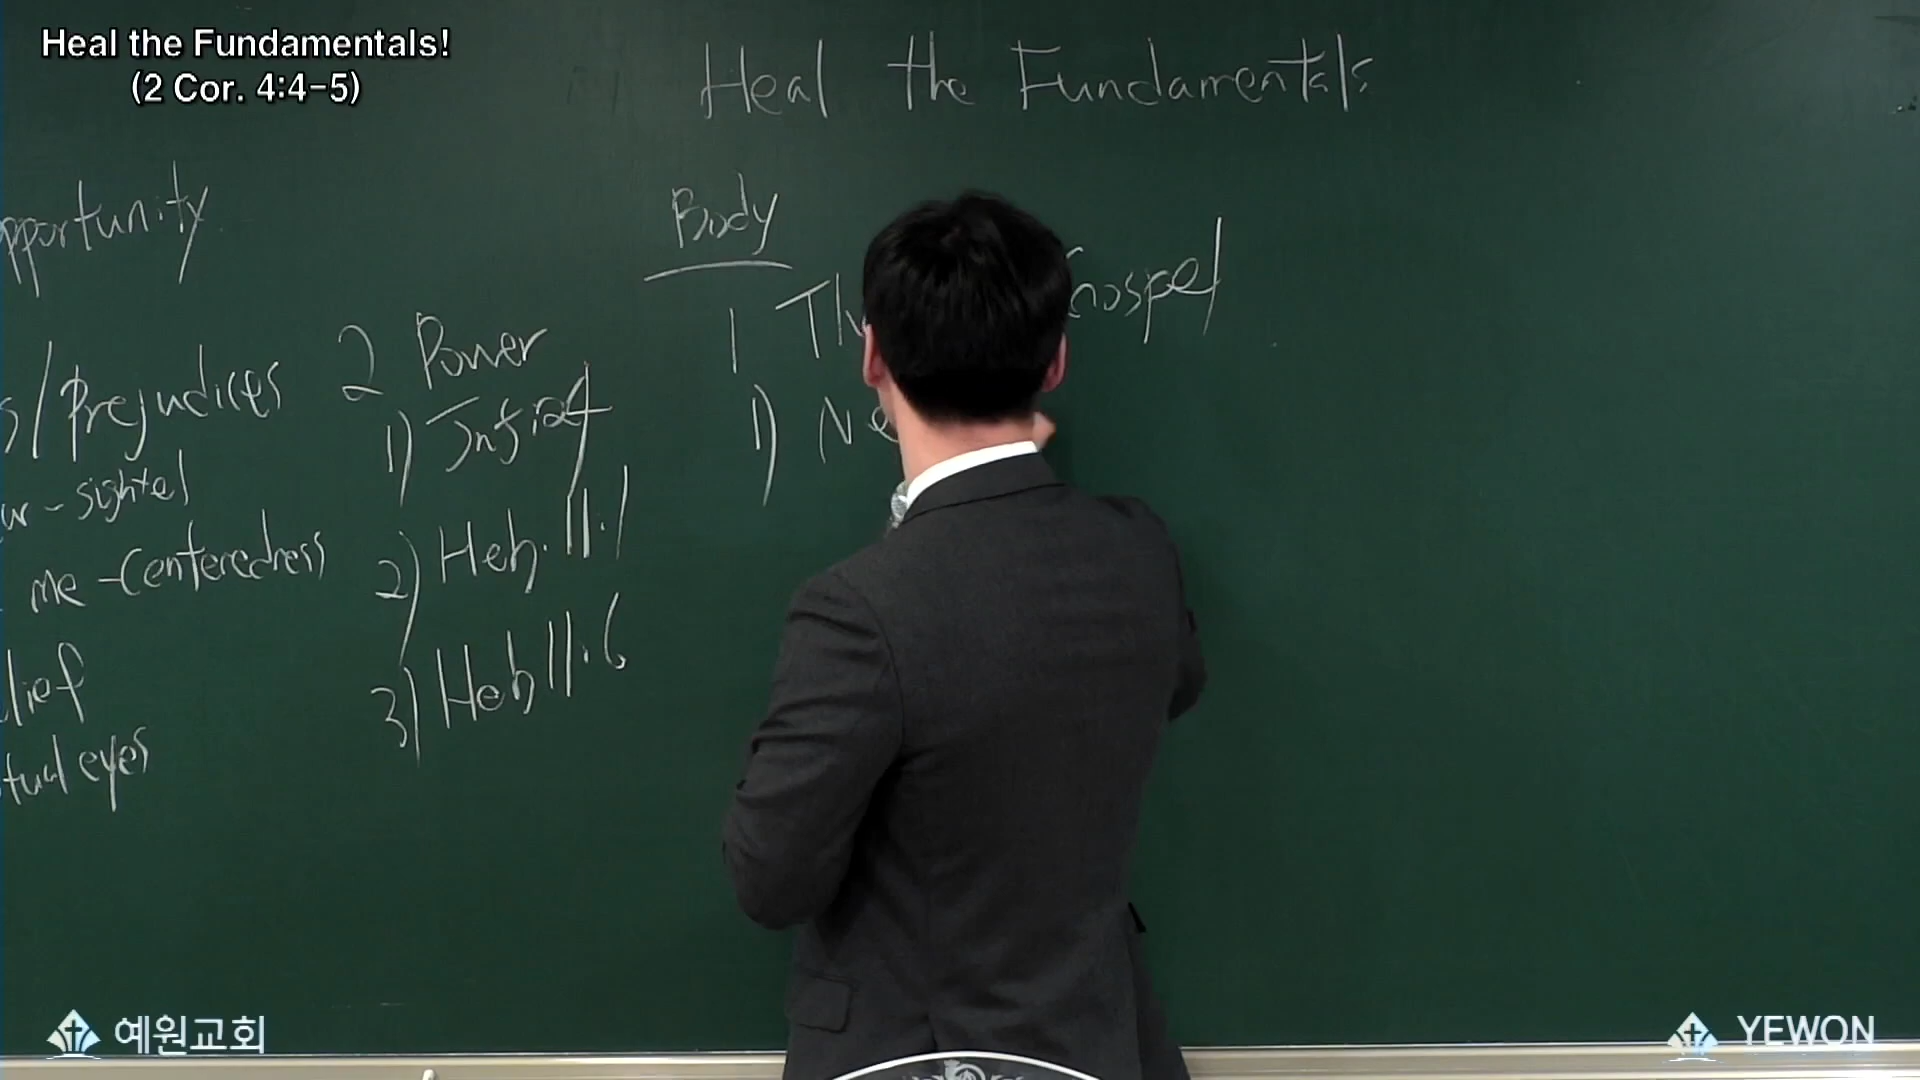 Heal the Fundamentals!
(2 Cor. 4:4-5)
Heal the Fundamentals
pportunity
s/Prejudices
w-sighted
me-Centeredness
lief
tual eyes
2 Power
1)
2) Heb. 11:1
3) Heb 11:6
Body
1 Th Gospel
1) Ne
예원교회
YEWON